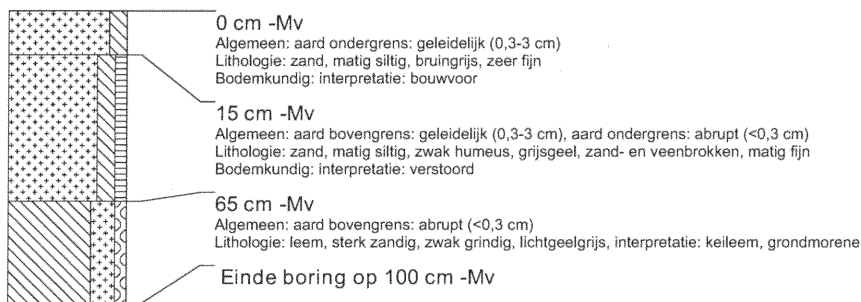 0 cm -Mv
Algemeen: aard ondergrens: geleidelijk (0,3-3 cm)
Lithologie: zand, matig siltig, bruingrijs, zeer fijn
Bodemkundig: interpretatie: bouwvoor
15 cm -Mv
Algemeen: aard bovengrens: geleidelijk (0,3-3 cm), aard ondergrens: abrupt (<0,3 cm)
Lithologie: zand, matig siltig, zwak humeus, grijsgeel, zand- en veenbrokken, matig fijn
Bodemkundig: interpretatie: verstoord
65 cm -Mv
Algemeen: aard bovengrens: abrupt (<0,3 cm)
Lithologie: leem, sterk zandig, zwak grindig, lichtgeelgrijs, interpretatie: keileem, grondmorene
Einde boring op 100 cm -Mv